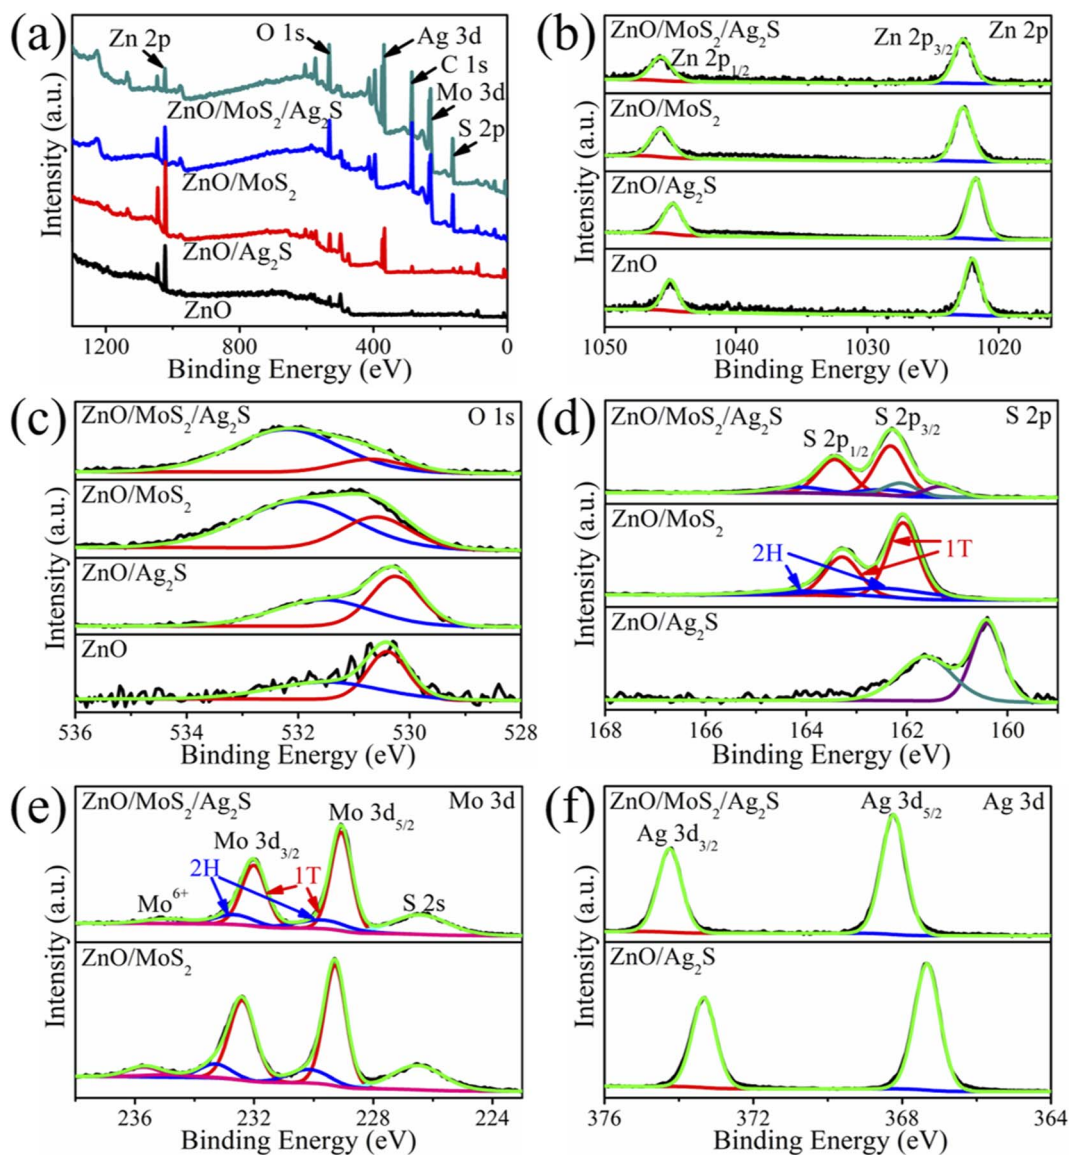 (a)
Zn 2p
O 1s
Ag 3d
C 1s
Mo 3d
S 2p
ZnO/MoS₂/Ag₂S
ZnO/MoS₂
ZnO/Ag₂S
ZnO
Intensity (a.u.)
1200 800 400 0
Binding Energy (eV)
(b)
ZnO/MoS₂/Ag₂S
Zn 2p₁/₂
Zn 2p₃/₂
Zn 2p
ZnO/MoS₂
ZnO/Ag₂S
ZnO
Intensity (a.u.)
1050 1040 1030 1020
Binding Energy (eV)
(c)
ZnO/MoS₂/Ag₂S
O 1s
ZnO/MoS₂
ZnO/Ag₂S
ZnO
Intensity (a.u.)
536 534 532 530 528
Binding Energy (eV)
(d)
ZnO/MoS₂/Ag₂S
S 2p₁/₂
S 2p₃/₂
S 2p
ZnO/MoS₂
2H
1T
ZnO/Ag₂S
Intensity (a.u.)
168 166 164 162 160
Binding Energy (eV)
(e)
ZnO/MoS₂/Ag₂S
Mo 3d
Mo 3d₅/₂
Mo 3d₃/₂
2H
1T
Mo⁶⁺
S 2s
ZnO/MoS₂
Intensity (a.u.)
236 232 228 224
Binding Energy (eV)
(f)
ZnO/MoS₂/Ag₂S
Ag 3d₅/₂
Ag 3d
Ag 3d₃/₂
ZnO/Ag₂S
Intensity (a.u.)
376 372 368 364
Binding Energy (eV)